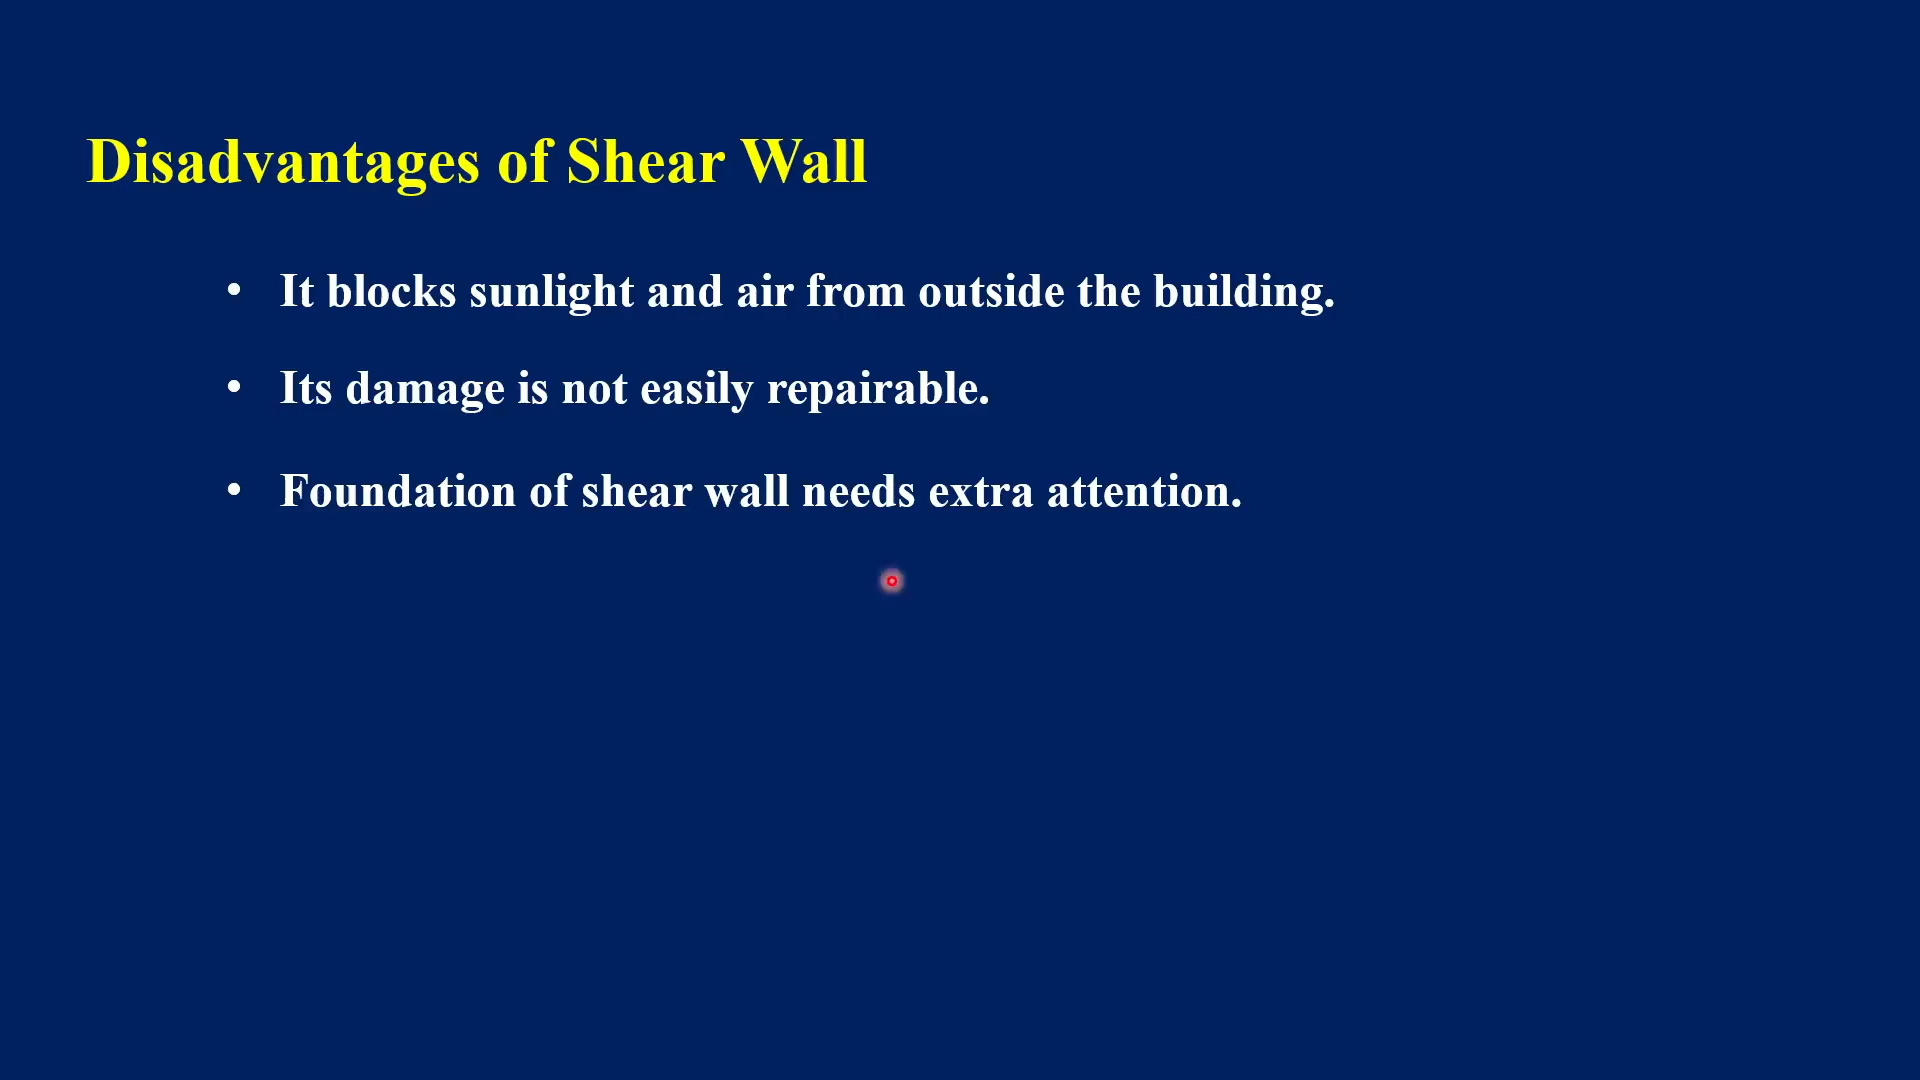 Disadvantages of Shear Wall
• It blocks sunlight and air from outside the building.
• Its damage is not easily repairable.
• Foundation of shear wall needs extra attention.